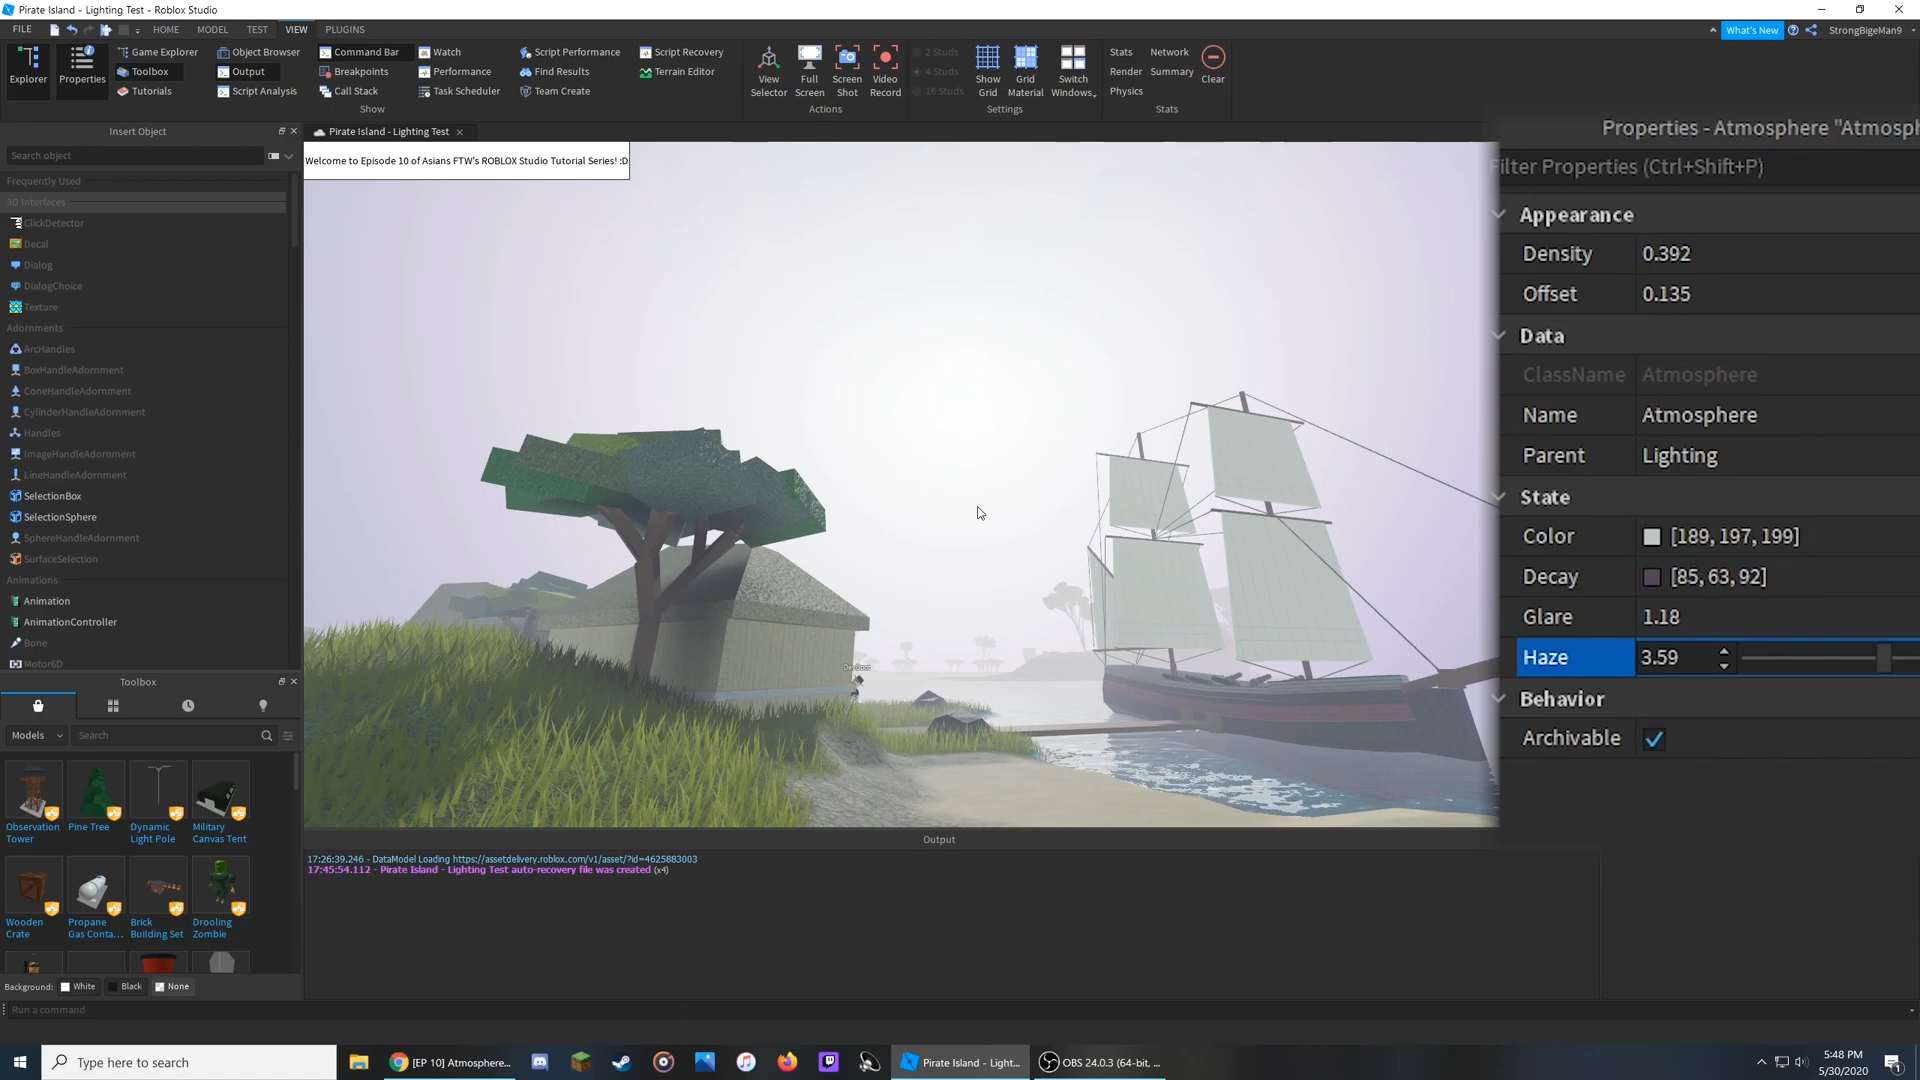 Pirate Island - Lighting Test - Roblox Studio
FILE HOME MODEL TEST VIEW PLUGINS
What's New StrongBigeMan9
Explorer
Properties
Game Explorer
Toolbox
Tutorials
Object Browser
Output
Script Analysis
Command Bar
Breakpoints
Call Stack
Watch
Performance
Task Scheduler
Script Performance
Find Results
Team Create
Script Recovery
Terrain Editor
Show
View Selector
Full Screen
Screen Shot
Video Record
Actions
2 Studs
4 Studs
16 Studs
Show Grid
Grid Material
Switch Windows
Settings
Stats
Render
Physics
Network
Summary
Clear
Stats
Insert Object
Search object
Frequently Used
3D Interfaces
ClickDetector
Decal
Dialog
DialogChoice
Texture
Adornments
ArcHandles
BoxHandleAdornment
ConeHandleAdornment
CylinderHandleAdornment
Handles
ImageHandleAdornment
LineHandleAdornment
SelectionBox
SelectionSphere
SphereHandleAdornment
SurfaceSelection
Animations
Animation
AnimationController
Bone
Motor6D
Toolbox
Models Search
Observation Tower
Pine Tree
Dynamic Light Pole
Military Canvas Tent
Wooden Crate
Propane Gas Conta...
Brick Building Set
Drooling Zombie
Background: White Black None
Run a command
Pirate Island - Lighting Test
Welcome to Episode 10 of Asians FTW's ROBLOX Studio Tutorial Series! :D
Output
17:26:39.246 - DataModel Loading https://assetdelivery.roblox.com/v1/asset/?id=4625883003
17:45:54.112 - Pirate Island - Lighting Test auto-recovery file was created (x4)
Properties - Atmosphere "Atmosph
Filter Properties (Ctrl+Shift+P)
Appearance
Density 0.392
Offset 0.135
Data
ClassName Atmosphere
Name Atmosphere
Parent Lighting
State
Color [189, 197, 199]
Decay [85, 63, 92]
Glare 1.18
Haze 3.59
Behavior
Archivable
Type here to search
[EP 10] Atmosphere...
Pirate Island - Light...
OBS 24.0.3 (64-bit, ...
5:48 PM
5/30/2020
1